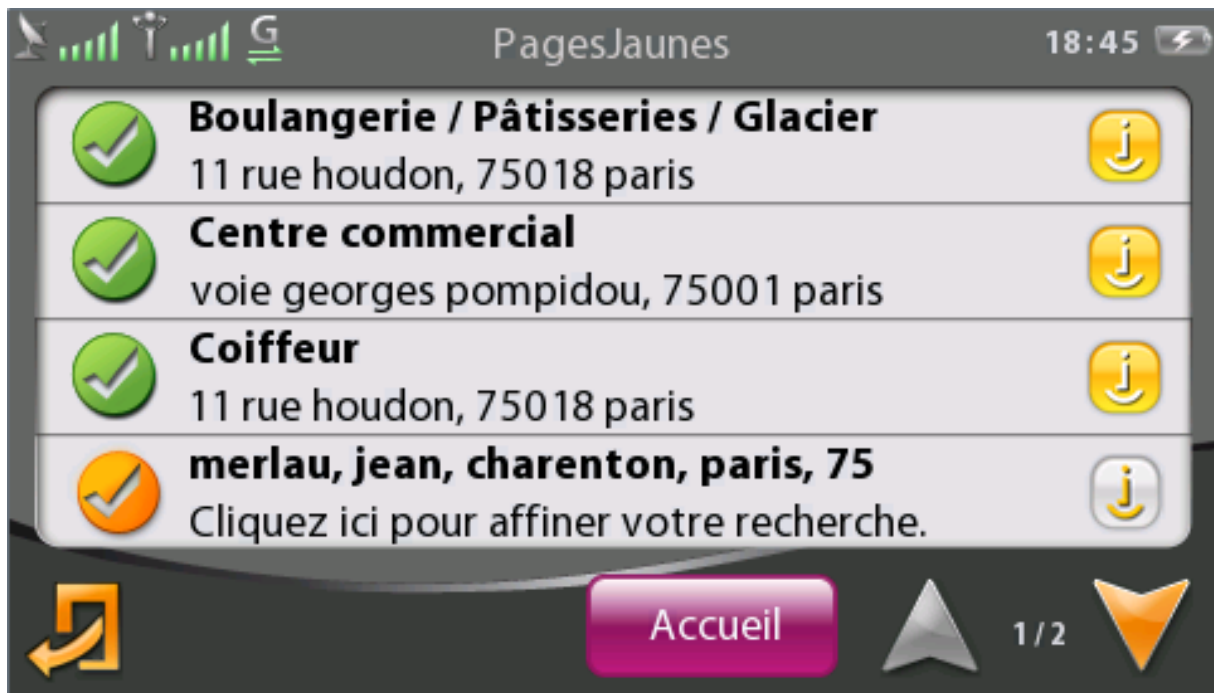 G
PagesJaunes
18:45
Boulangerie / Pâtisseries / Glacier
11 rue houdon, 75018 paris
j
Centre commercial
voie georges pompidou, 75001 paris
j
Coiffeur
11 rue houdon, 75018 paris
j
merlau, jean, charenton, paris, 75
Cliquez ici pour affiner votre recherche.
j
Accueil
1/2